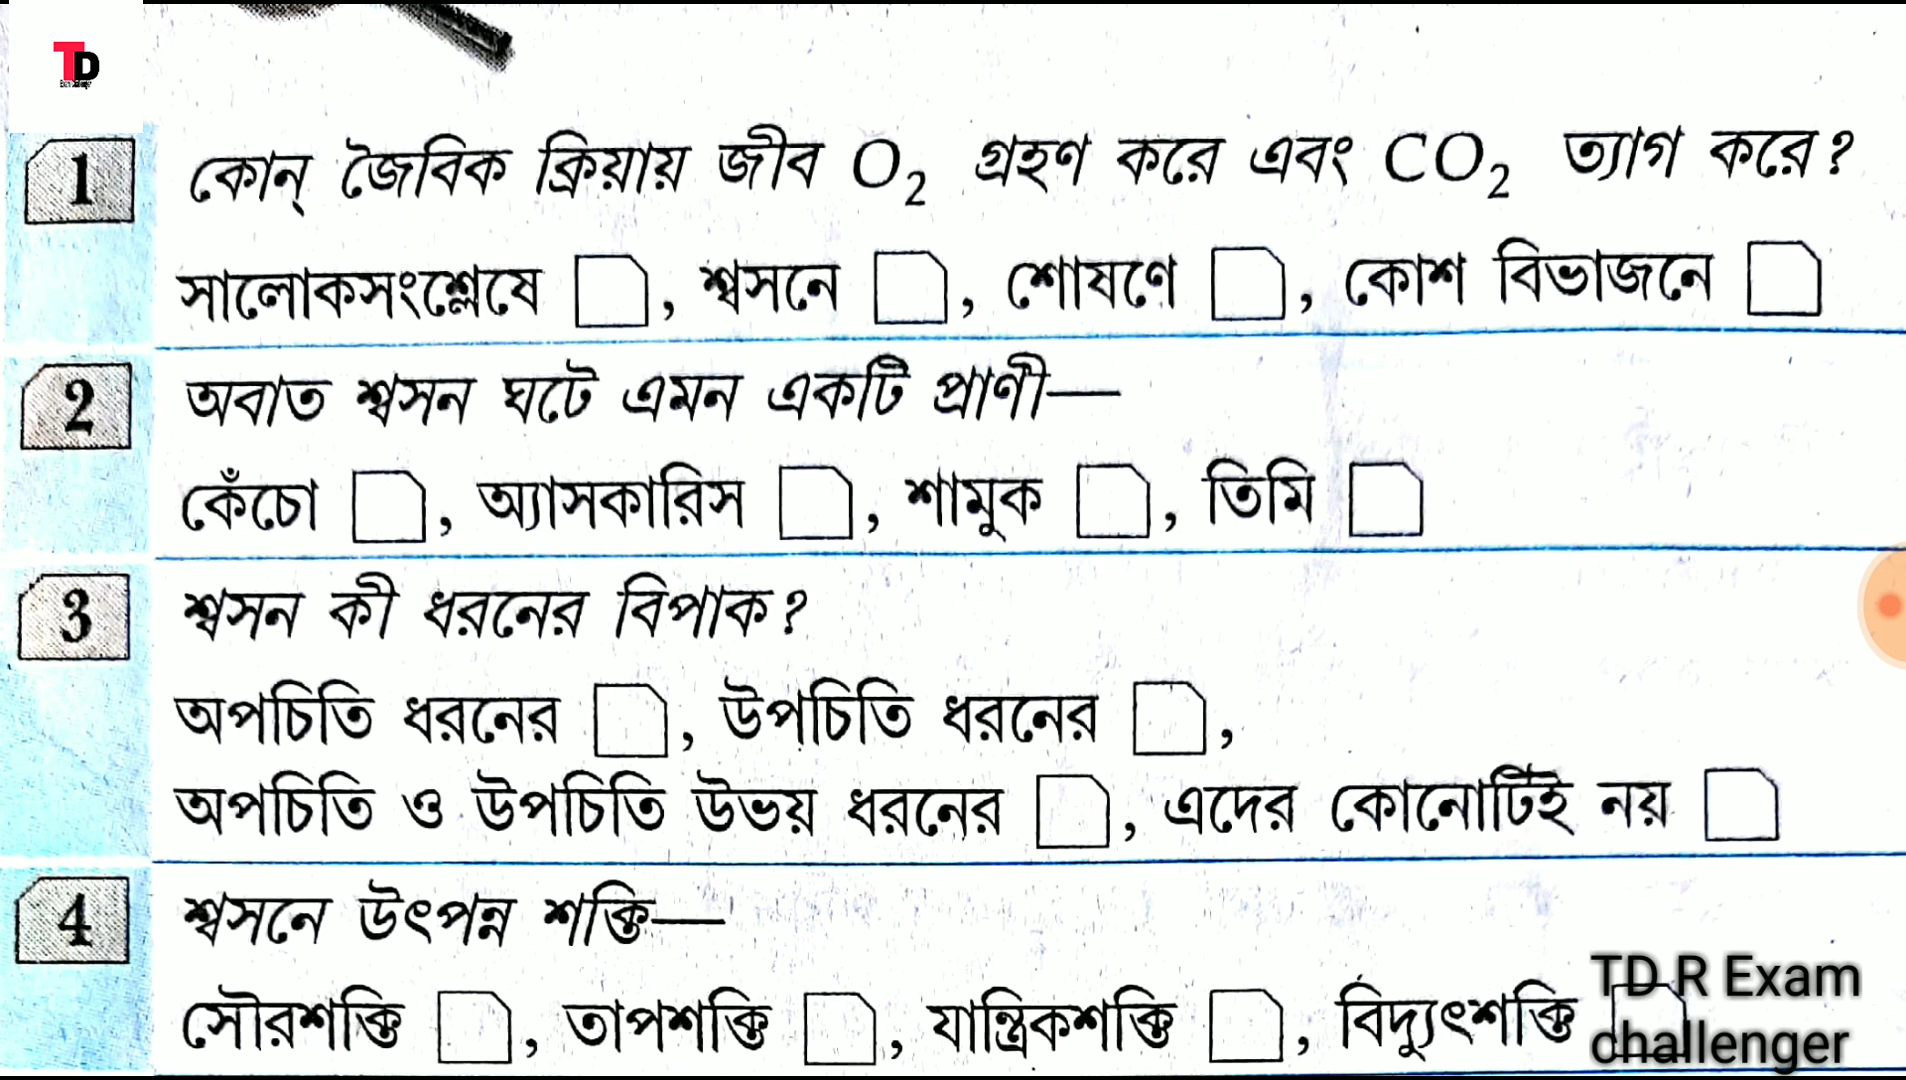 TD
1 কোন্ জৈবিক ক্রিয়ায় জীব O₂ গ্রহণ করে এবং CO₂ ত্যাগ করে?
সালোকসংশ্লেষে □, শ্বসনে □, শোষণে □, কোশ বিভাজনে □
2 অবাত শ্বসন ঘটে এমন একটি প্রাণী—
কেঁচো □, অ্যাসকারিস □, শামুক □, তিমি □
3 শ্বসন কী ধরনের বিপাক?
অপচিতি ধরনের □, উপচিতি ধরনের □,
অপচিতি ও উপচিতি উভয় ধরনের □, এদের কোনোটিই নয় □
4 শ্বসনে উৎপন্ন শক্তি—
সৌরশক্তি □, তাপশক্তি □, যান্ত্রিকশক্তি □, বিদ্যুৎশক্তি □
TD R Exam
challenger